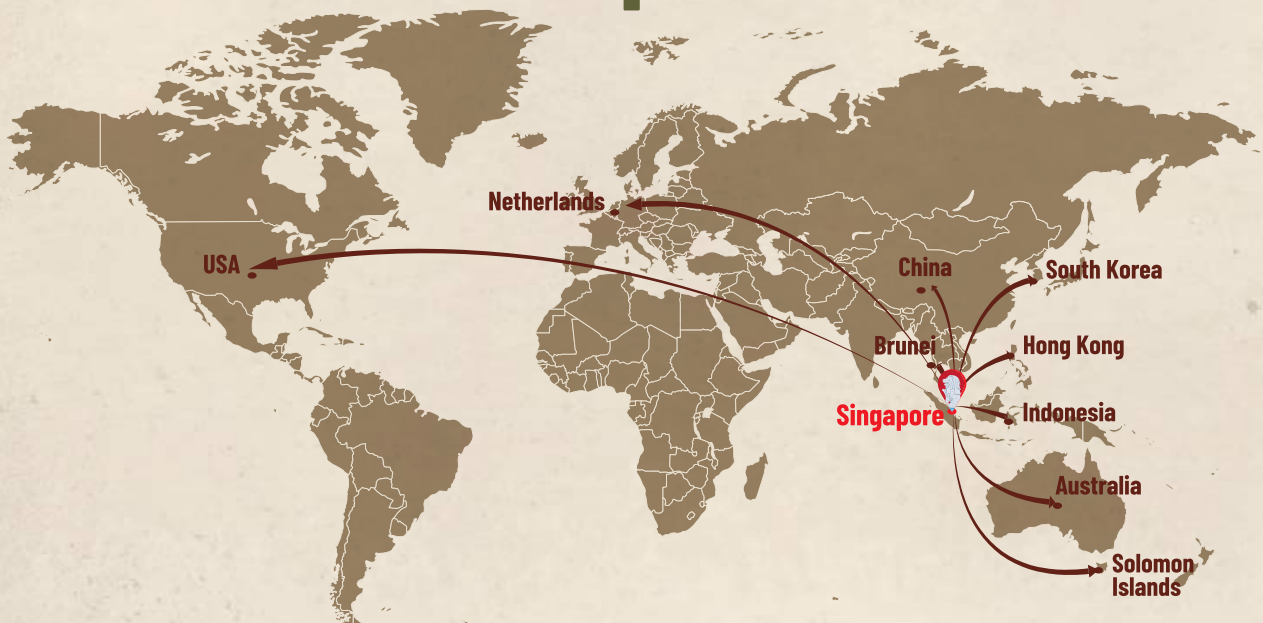 Netherlands
USA
China
South Korea
Brunei
Hong Kong
Singapore
Indonesia
Australia
Solomon
Islands